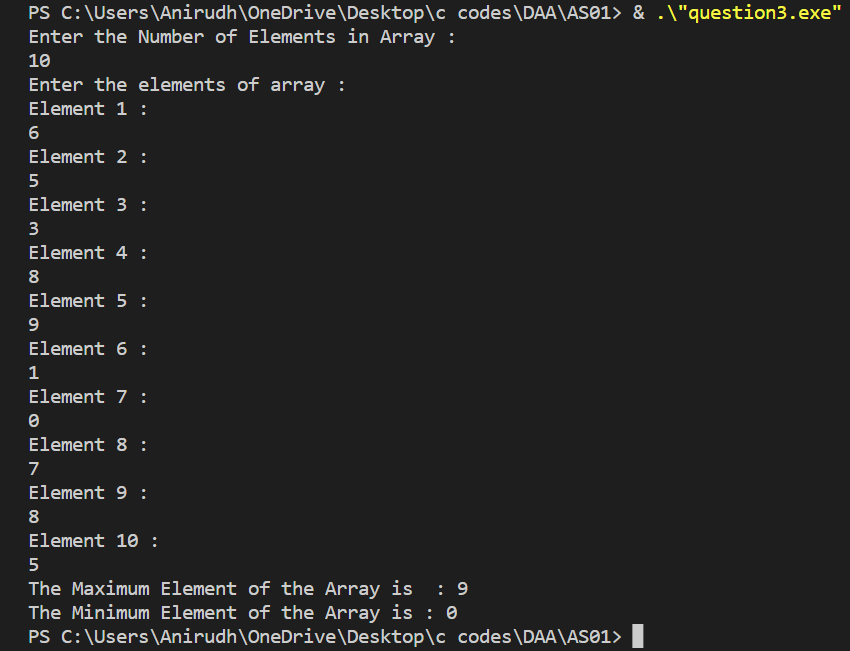 PS C:\Users\Anirudh\OneDrive\Desktop\c codes\DAA\AS01> & .\"question3.exe"
Enter the Number of Elements in Array :
10
Enter the elements of array :
Element 1 :
6
Element 2 :
5
Element 3 :
3
Element 4 :
8
Element 5 :
9
Element 6 :
1
Element 7 :
0
Element 8 :
7
Element 9 :
8
Element 10 :
5
The Maximum Element of the Array is  : 9
The Minimum Element of the Array is : 0
PS C:\Users\Anirudh\OneDrive\Desktop\c codes\DAA\AS01>